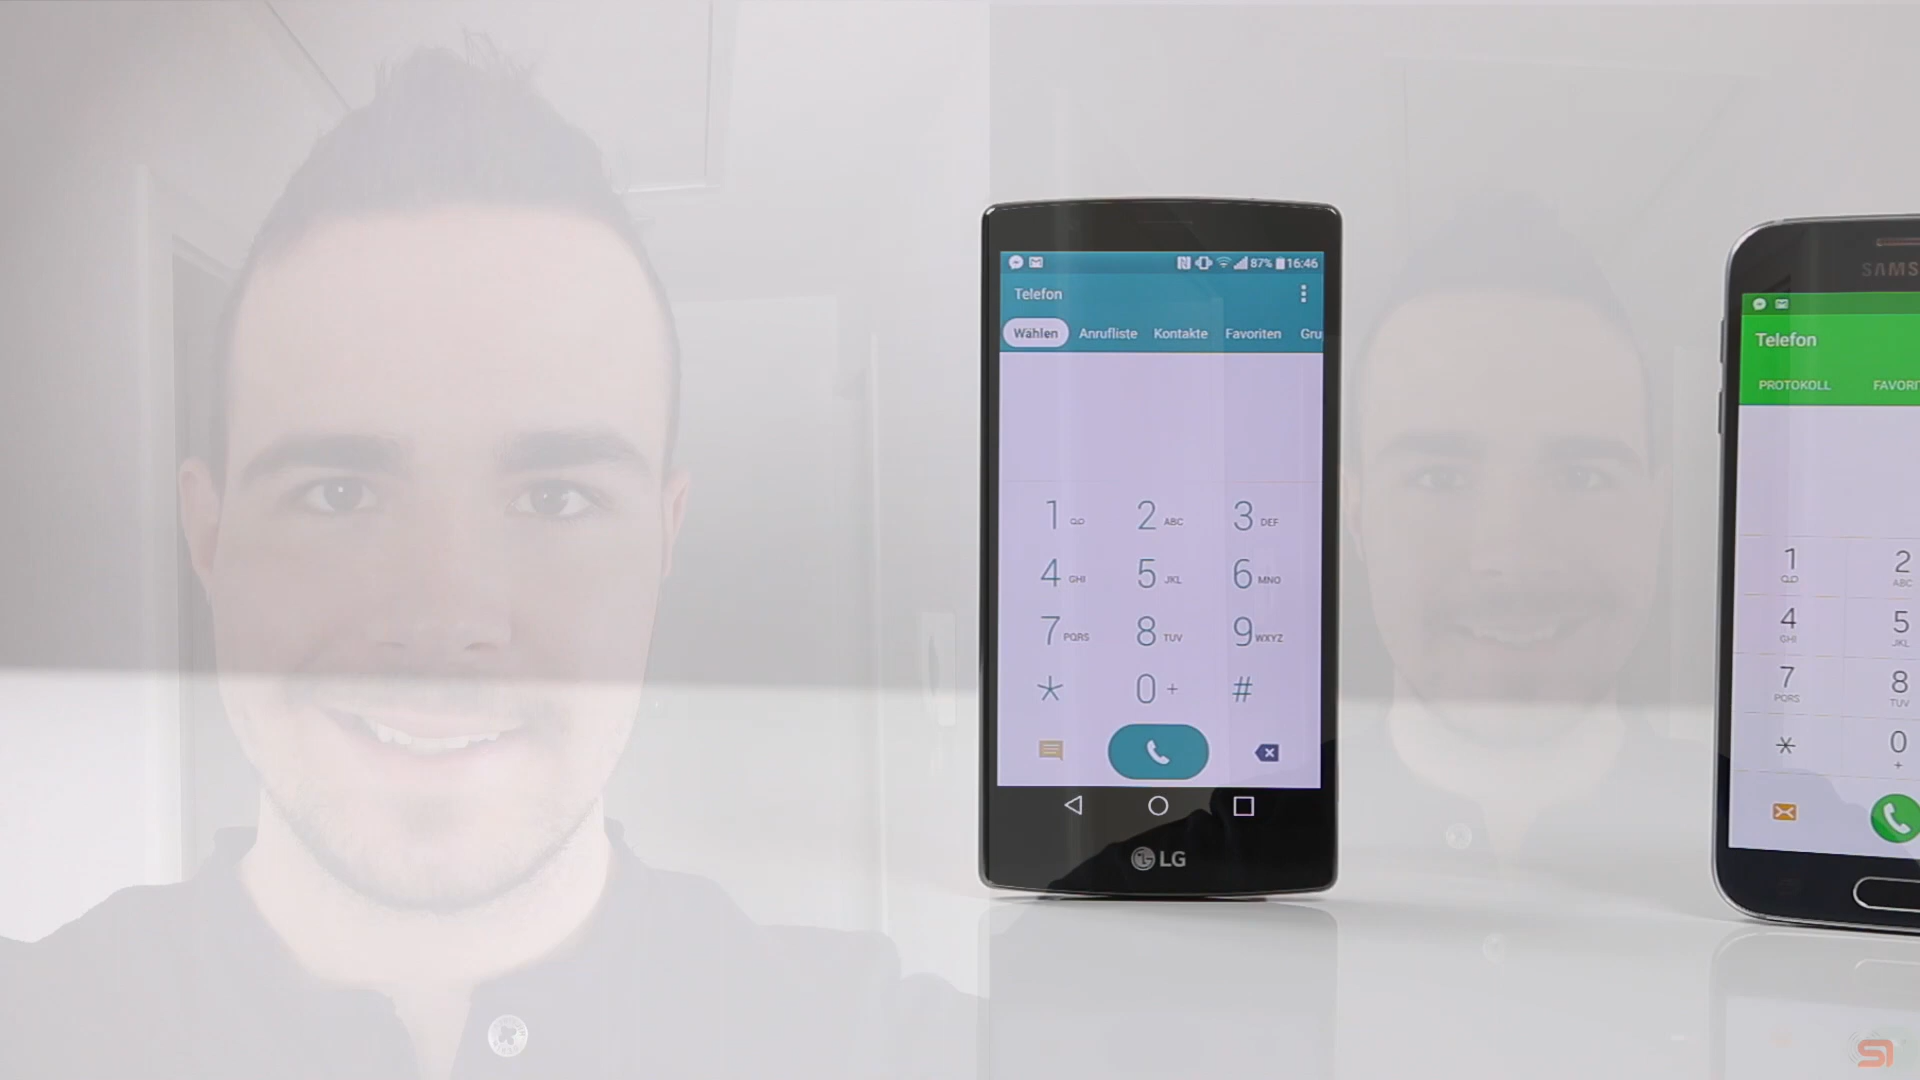 87% 16:46
Telefon
Wählen Anrufliste Kontakte Favoriten Gru
1
2 ABC
3 DEF
4 GHI
5 JKL
6 MNO
7 PQRS
8 TUV
9 WXYZ
*
0 +
#
LG
SAMS
Telefon
PROTOKOLL FAVORI
1
2 ABC
4 GHI
5 JKL
7 PQRS
8 TUV
*
0 +
S1